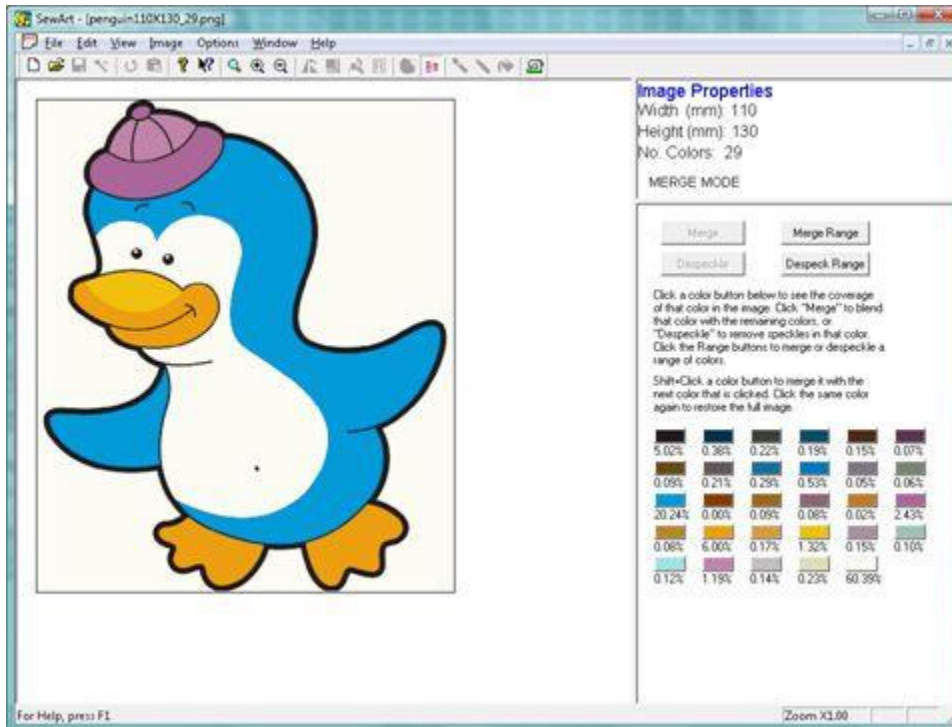 SewArt - [penguin110X130_29.png]
File Edit View Image Options Window Help
Image Properties
Width (mm): 110
Height (mm): 130
No. Colors: 29
MERGE MODE
Merge Merge Range
Despeckle Despeck Range
Click a color button below to see the coverage
of that color in the image. Click "Merge" to blend
that color with the remaining colors, or
"Despeckle" to remove speckles in that color.
Click the Range buttons to merge or despeckle a
range of colors.
Shift+Click a color button to merge it with the
next color that is clicked. Click the same color
again to restore the full image.
5.02% 0.38% 0.22% 0.19% 0.15% 0.07%
0.09% 0.21% 0.29% 0.53% 0.05% 0.06%
20.24% 0.00% 0.09% 0.08% 0.02% 2.43%
0.08% 6.00% 0.17% 1.32% 0.15% 0.10%
0.12% 1.19% 0.14% 0.23% 60.39%
For Help, press F1
Zoom X1.00